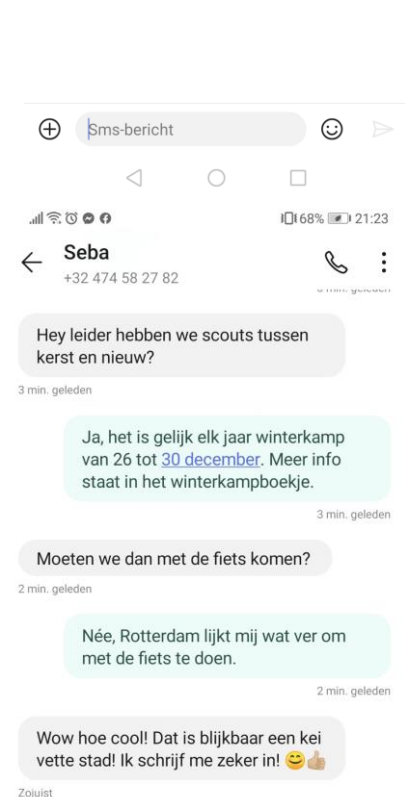 Sms-bericht
68% 21:23
Seba
+32 474 58 27 82
Hey leider hebben we scouts tussen
kerst en nieuw?
3 min. geleden
Ja, het is gelijk elk jaar winterkamp
van 26 tot 30 december. Meer info
staat in het winterkampboekje.
3 min. geleden
Moeten we dan met de fiets komen?
2 min. geleden
Née, Rotterdam lijkt mij wat ver om
met de fiets te doen.
2 min. geleden
Wow hoe cool! Dat is blijkbaar een kei
vette stad! Ik schrijf me zeker in! 😊👍🏼
Zojuist